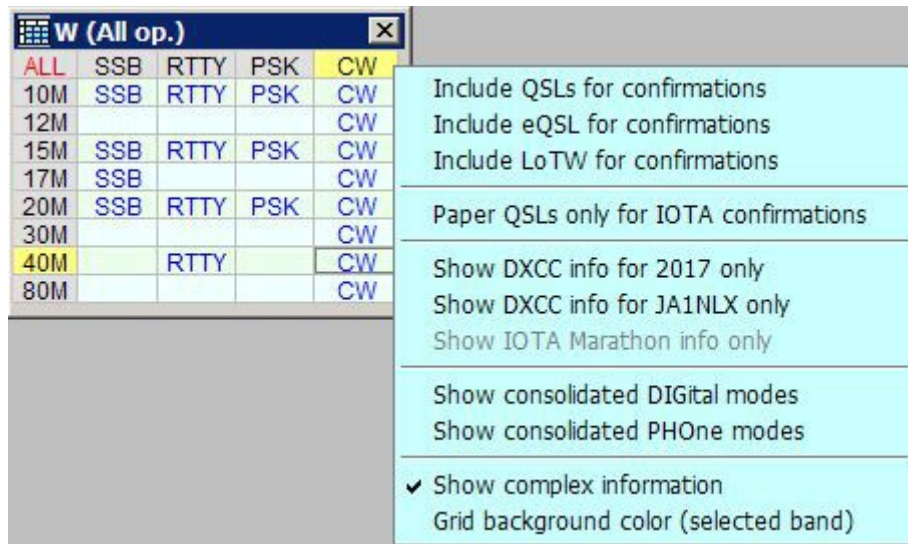 W (All op.)
ALL SSB RTTY PSK CW
10M SSB RTTY PSK CW
12M CW
15M SSB RTTY PSK CW
17M SSB CW
20M SSB RTTY PSK CW
30M CW
40M RTTY CW
80M CW
Include QSLs for confirmations
Include eQSL for confirmations
Include LoTW for confirmations
Paper QSLs only for IOTA confirmations
Show DXCC info for 2017 only
Show DXCC info for JA1NLX only
Show IOTA Marathon info only
Show consolidated DIGital modes
Show consolidated PHOne modes
Show complex information
Grid background color (selected band)